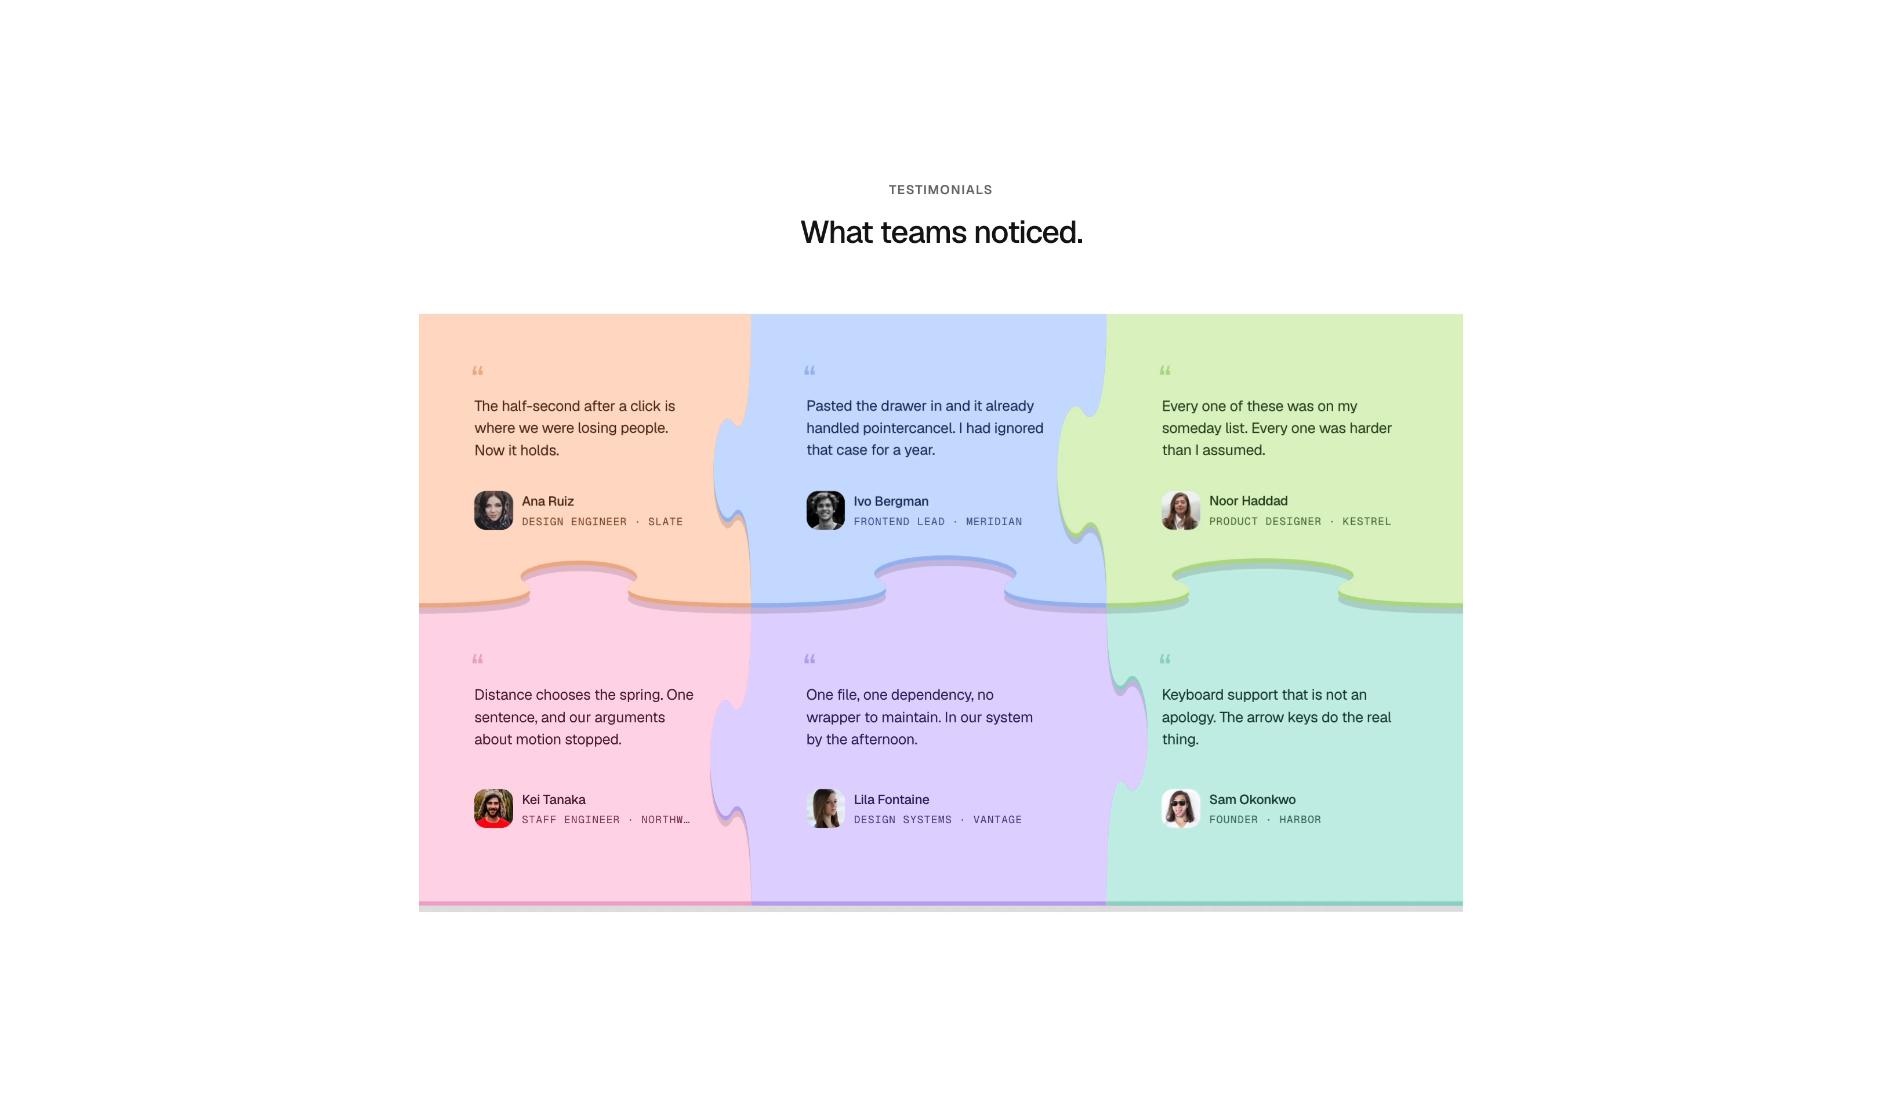 TESTIMONIALS
What teams noticed.
“
The half-second after a click is
where we were losing people.
Now it holds.
Ana Ruiz
DESIGN ENGINEER · SLATE
“
Pasted the drawer in and it already
handled pointercancel. I had ignored
that case for a year.
Ivo Bergman
FRONTEND LEAD · MERIDIAN
“
Every one of these was on my
someday list. Every one was harder
than I assumed.
Noor Haddad
PRODUCT DESIGNER · KESTREL
“
Distance chooses the spring. One
sentence, and our arguments
about motion stopped.
Kei Tanaka
STAFF ENGINEER · NORTHW…
“
One file, one dependency, no
wrapper to maintain. In our system
by the afternoon.
Lila Fontaine
DESIGN SYSTEMS · VANTAGE
“
Keyboard support that is not an
apology. The arrow keys do the real
thing.
Sam Okonkwo
FOUNDER · HARBOR